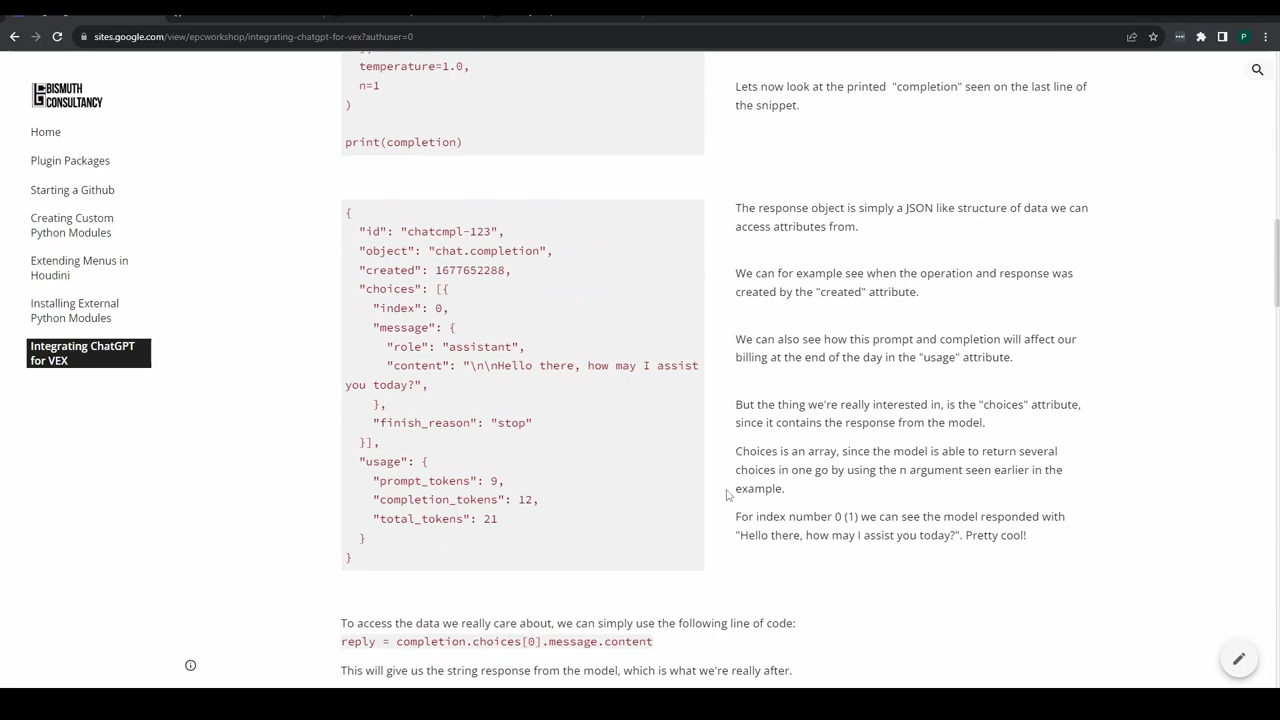 sites.google.com/view/epcworkshop/integrating-chatgpt-for-vex?authuser=0
P
BISMUTH
CONSULTANCY
Home
Plugin Packages
Starting a Github
Creating Custom
Python Modules
Extending Menus in
Houdini
Installing External
Python Modules
Integrating ChatGPT
for VEX
temperature=1.0,
n=1
)
print(completion)
Lets now look at the printed "completion" seen on the last line of
the snippet.
{
"id": "chatcmpl-123",
"object": "chat.completion",
"created": 1677652288,
"choices": [{
"index": 0,
"message": {
"role": "assistant",
"content": "\n\nHello there, how may I assist
you today?",
},
"finish_reason": "stop"
}],
"usage": {
"prompt_tokens": 9,
"completion_tokens": 12,
"total_tokens": 21
}
}
The response object is simply a JSON like structure of data we can
access attributes from.
We can for example see when the operation and response was
created by the "created" attribute.
We can also see how this prompt and completion will affect our
billing at the end of the day in the "usage" attribute.
But the thing we're really interested in, is the "choices" attribute,
since it contains the response from the model.
Choices is an array, since the model is able to return several
choices in one go by using the n argument seen earlier in the
example.
For index number 0 (1) we can see the model responded with
"Hello there, how may I assist you today?". Pretty cool!
To access the data we really care about, we can simply use the following line of code:
reply = completion.choices[0].message.content
This will give us the string response from the model, which is what we're really after.